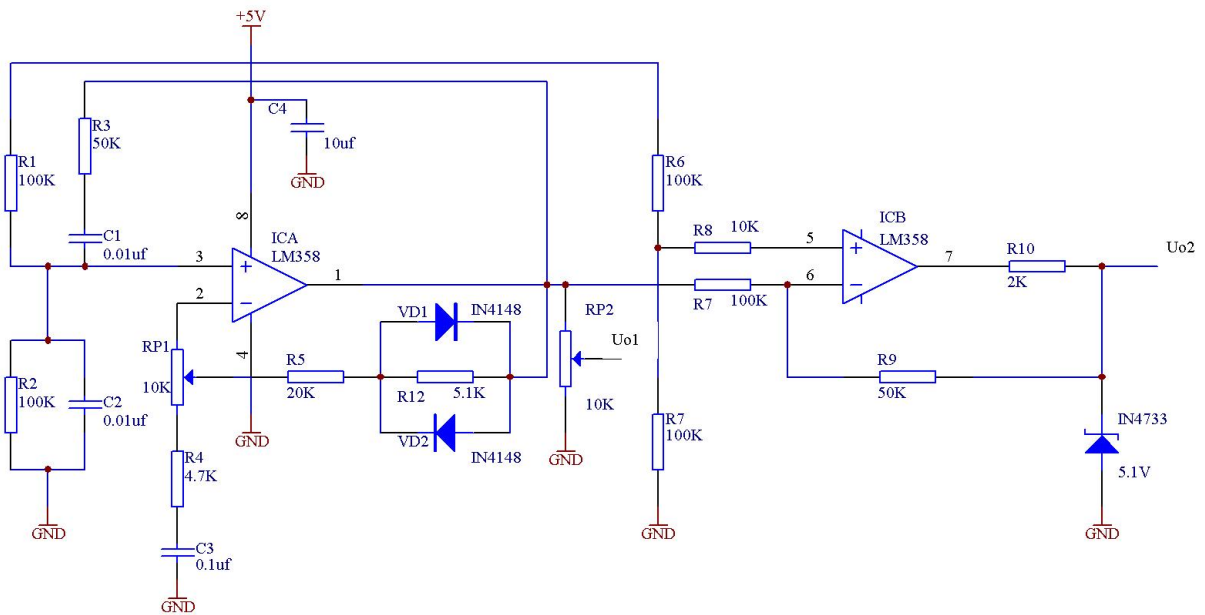 +5V
C4
10uf
GND
R3
50K
R1
100K
C1
0.01uf
8
ICA
LM358
3
+
1
2
−
4
RP1
10K
R5
20K
VD1
IN4148
R12
5.1K
VD2
IN4148
R2
100K
C2
0.01uf
GND
GND
R4
4.7K
C3
0.1uf
GND
RP2
Uo1
10K
GND
R6
100K
R8
10K
R7
100K
R7
100K
GND
ICB
LM358
5
+
6
−
7
R10
2K
Uo2
R9
50K
IN4733
5.1V
GND